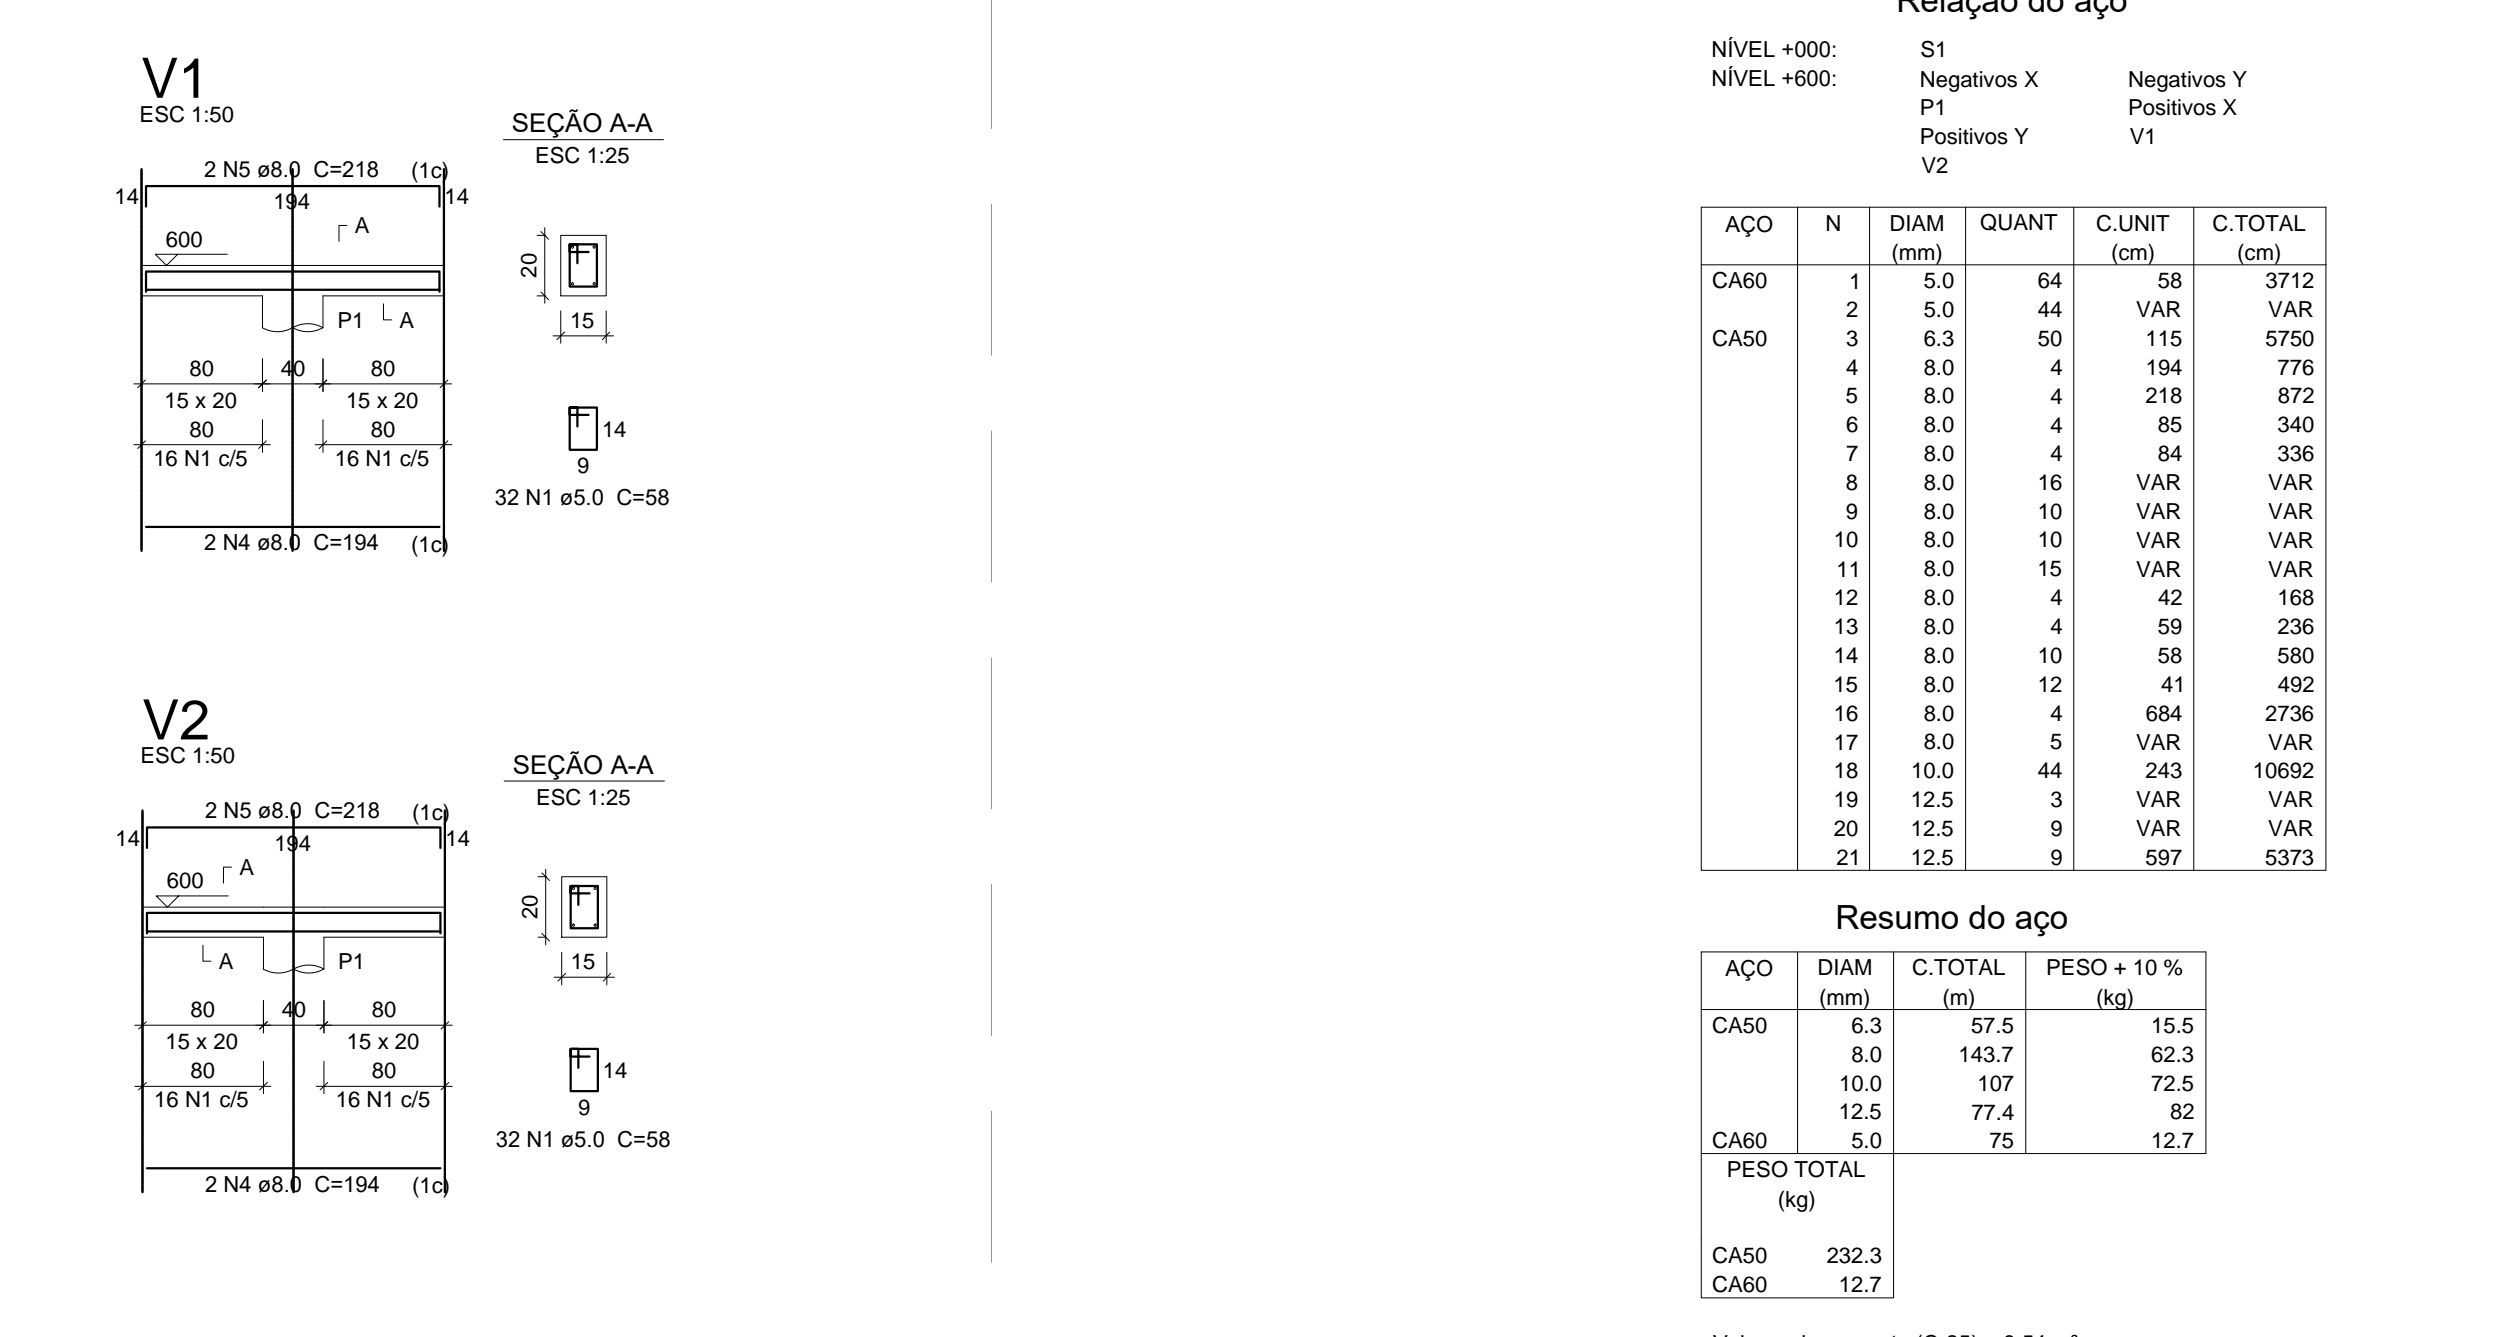 V1
ESC 1:50
2 N5 ø8.0 C=218 (1c)
14 194 14
A
600
P1 A
80 40 80
15 x 20 15 x 20
80 80
16 N1 c/5 16 N1 c/5
2 N4 ø8.0 C=194 (1c)
SEÇÃO A-A
ESC 1:25
20
15
14
9
32 N1 ø5.0 C=58
V2
ESC 1:50
2 N5 ø8.0 C=218 (1c)
14 194 14
A
600
A P1
80 40 80
15 x 20 15 x 20
80 80
16 N1 c/5 16 N1 c/5
2 N4 ø8.0 C=194 (1c)
SEÇÃO A-A
ESC 1:25
20
15
14
9
32 N1 ø5.0 C=58
Relação do aço
NÍVEL +000: S1
NÍVEL +600: Negativos X Negativos Y
P1 Positivos X
Positivos Y V1
V2
AÇO N DIAM QUANT C.UNIT C.TOTAL
(mm) (cm) (cm)
CA60 1 5.0 64 58 3712
2 5.0 44 VAR VAR
CA50 3 6.3 50 115 5750
4 8.0 4 194 776
5 8.0 4 218 872
6 8.0 4 85 340
7 8.0 4 84 336
8 8.0 16 VAR VAR
9 8.0 10 VAR VAR
10 8.0 10 VAR VAR
11 8.0 15 VAR VAR
12 8.0 4 42 168
13 8.0 4 59 236
14 8.0 10 58 580
15 8.0 12 41 492
16 8.0 4 684 2736
17 8.0 5 VAR VAR
18 10.0 44 243 10692
19 12.5 3 VAR VAR
20 12.5 9 VAR VAR
21 12.5 9 597 5373
Resumo do aço
AÇO DIAM C.TOTAL PESO + 10 %
(mm) (m) (kg)
CA50 6.3 57.5 15.5
8.0 143.7 62.3
10.0 107 72.5
12.5 77.4 82
CA60 5.0 75 12.7
PESO TOTAL
(kg)
CA50 232.3
CA60 12.7